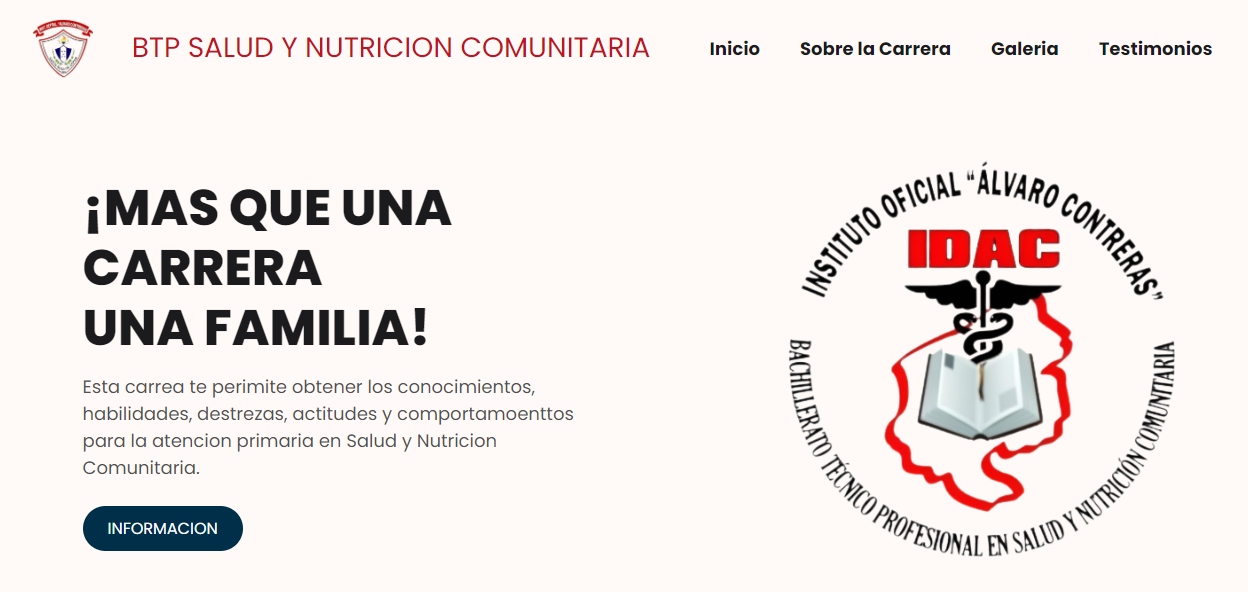 BTP SALUD Y NUTRICION COMUNITARIA
Inicio
Sobre la Carrera
Galeria
Testimonios
¡MAS QUE UNA
CARRERA
UNA FAMILIA!
Esta carrea te perimite obtener los conocimientos,
habilidades, destrezas, actitudes y comportamoenttos
para la atencion primaria en Salud y Nutricion
Comunitaria.
INFORMACION
INSTITUTO OFICIAL “ÁLVARO CONTRERAS”
IDAC
BACHILLERATO TÉCNICO PROFESIONAL EN SALUD Y NUTRICIÓN COMUNITARIA